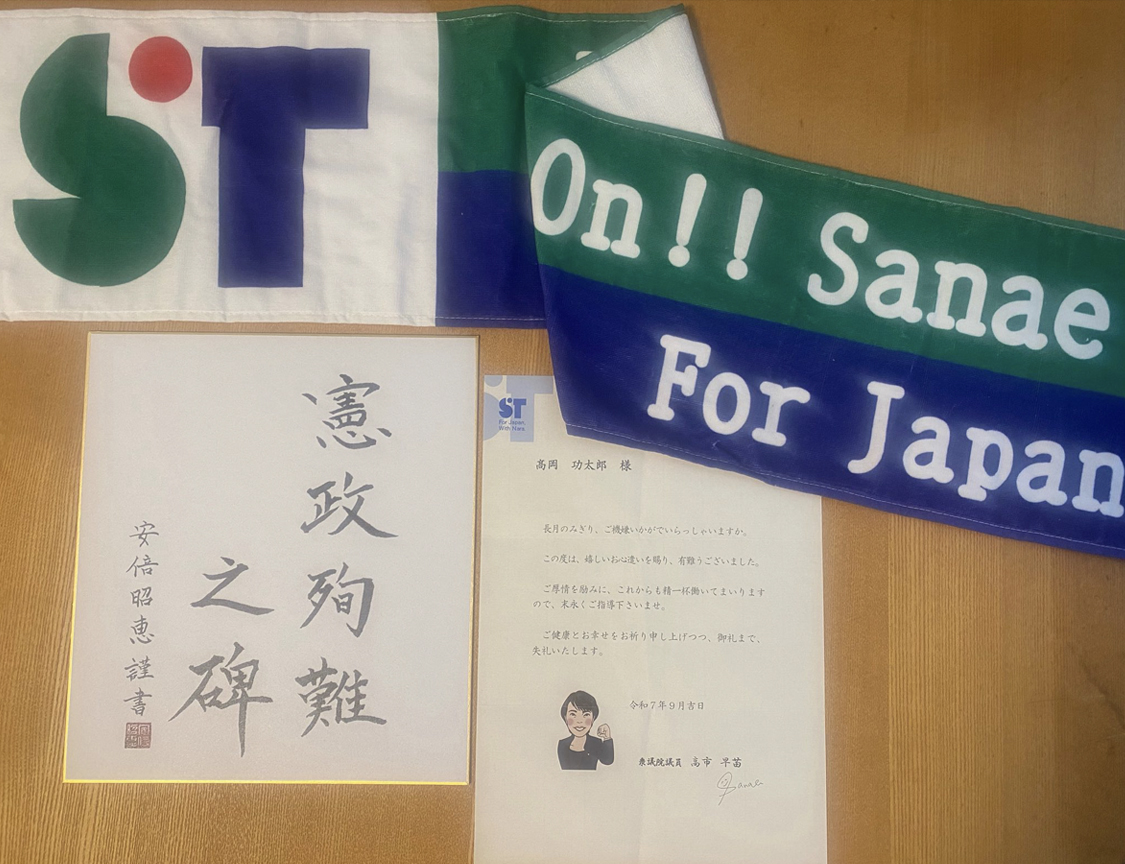 ST
On!! Sanae
For Japan
憲政殉難
之碑
安倍昭恵 謹書
ST
For Japan,
高岡 功太郎 様
長月のみぎり、ご機嫌いかがでいらっしゃいますか。
この度は、嬉しいお心遣いを賜り、有難うございました。
ご厚情を励みに、これからも精一杯働いてまいります
ので、末永くご指導下さいませ。
ご健康とお幸せをお祈り申し上げつつ、御礼まで、
失礼いたします。
令和7年9月吉日
衆議院議員 高市 早苗
Sanae